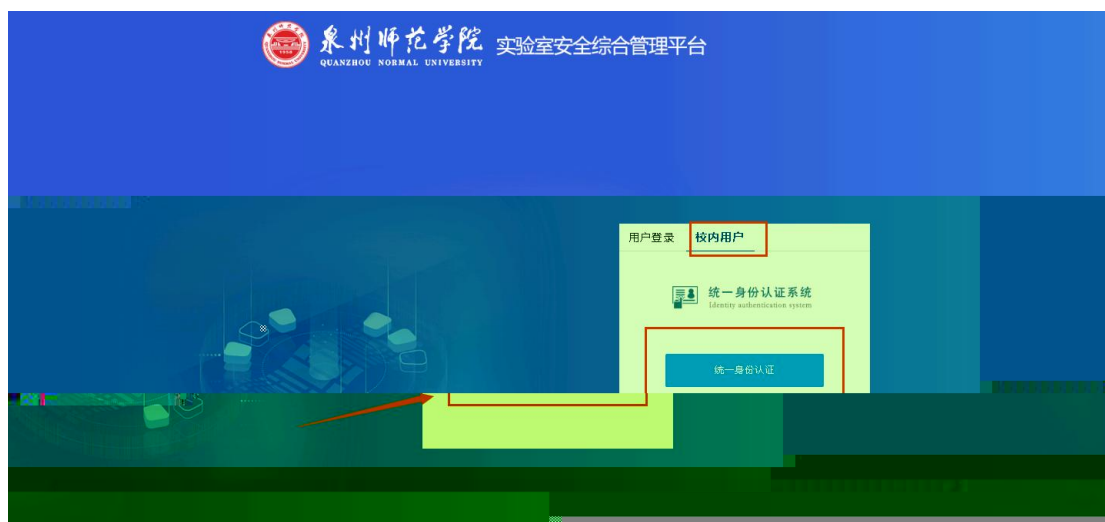 泉州师范学院 实验室安全综合管理平台
QUANZHOU NORMAL UNIVERSITY
用户登录 校内用户
统一身份认证系统
Identity authentication system
统一身份认证